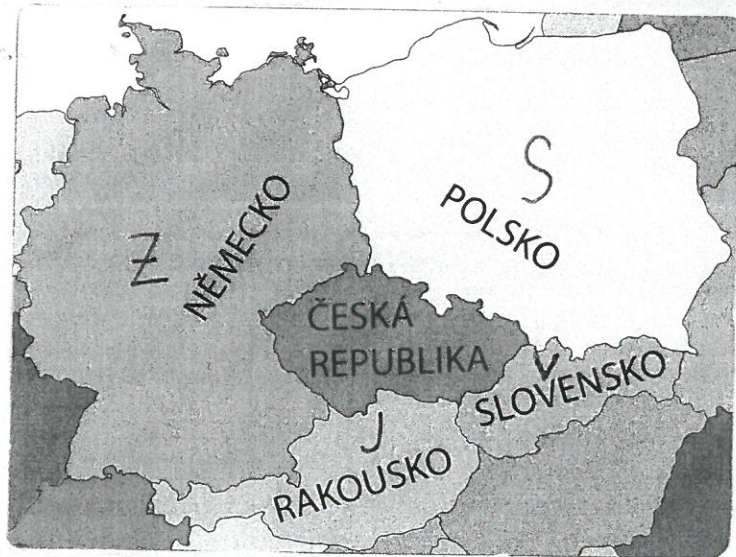 S
POLSKO
Z
NĚMECKO
ČESKÁ
REPUBLIKA
V
SLOVENSKO
J
RAKOUSKO